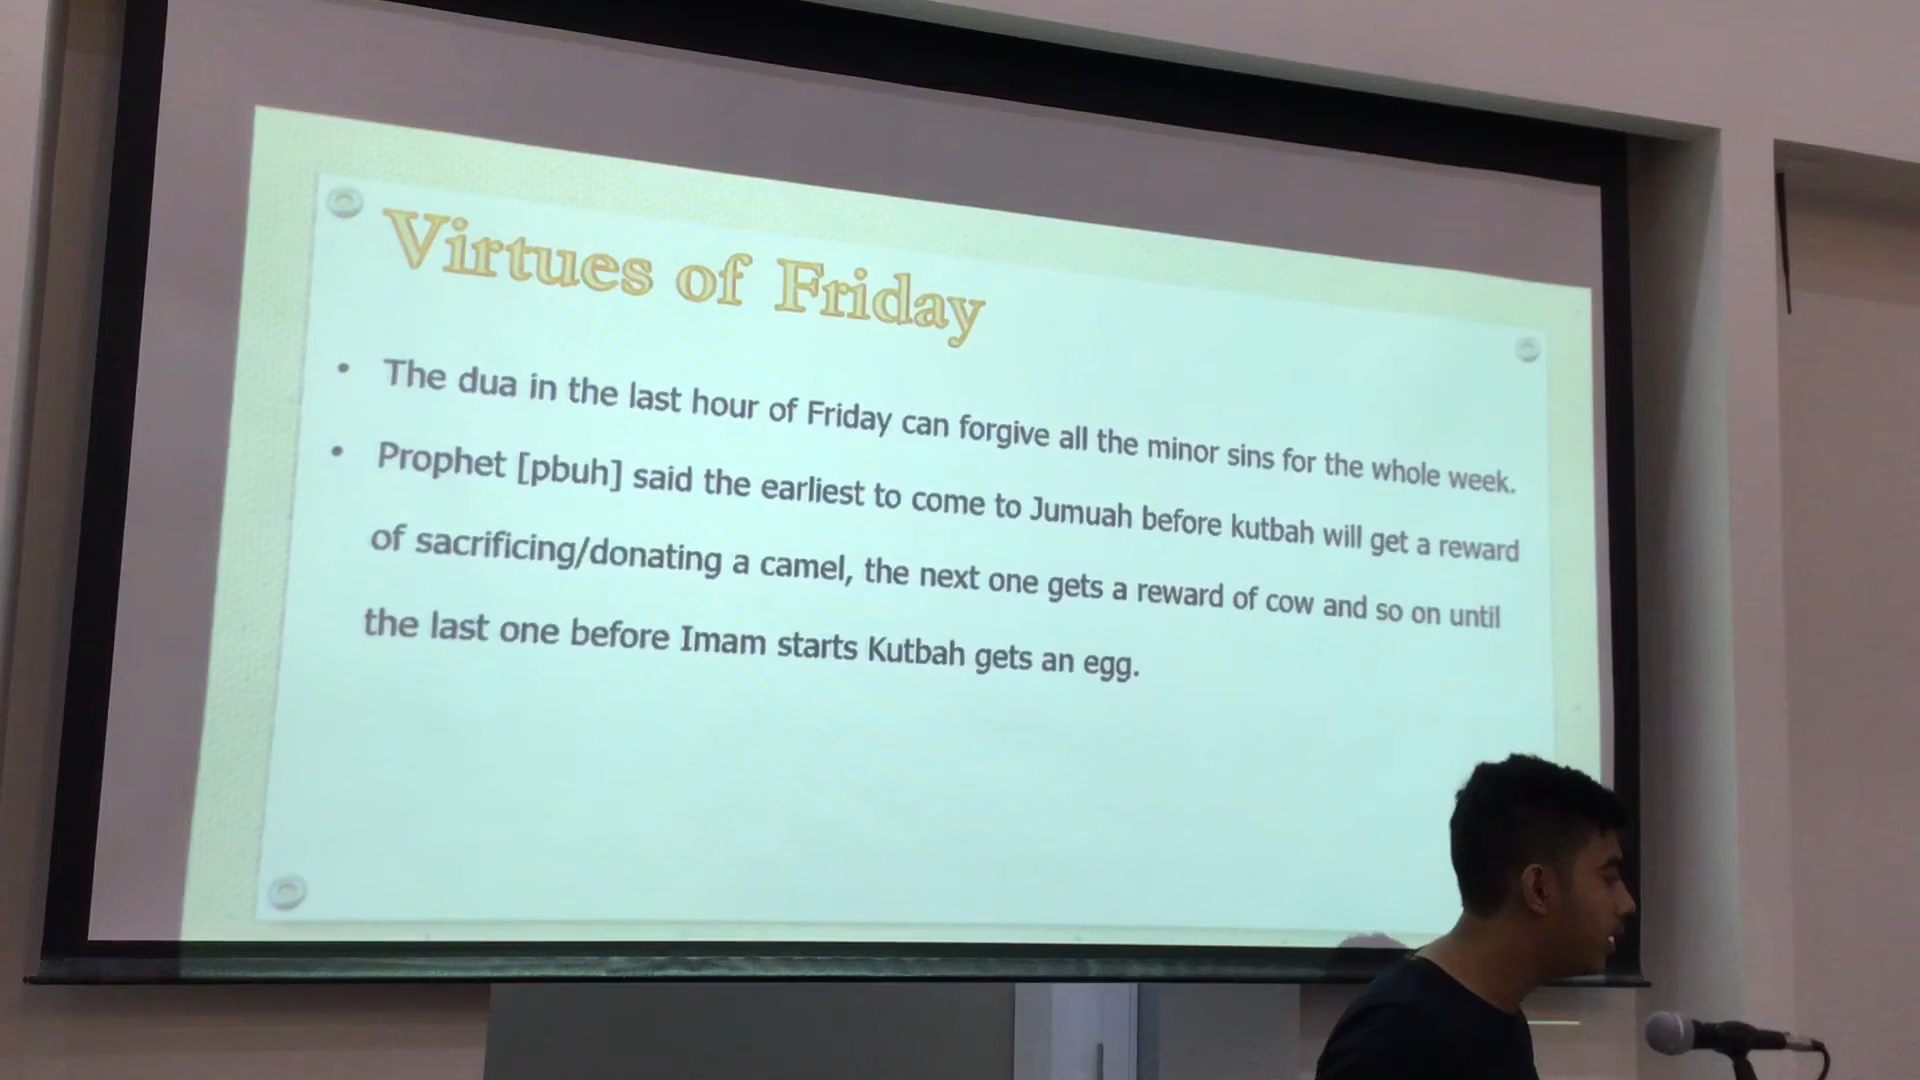 Virtues of Friday
• The dua in the last hour of Friday can forgive all the minor sins for the whole week.
• Prophet [pbuh] said the earliest to come to Jumuah before kutbah will get a reward
of sacrificing/donating a camel, the next one gets a reward of cow and so on until
the last one before Imam starts Kutbah gets an egg.